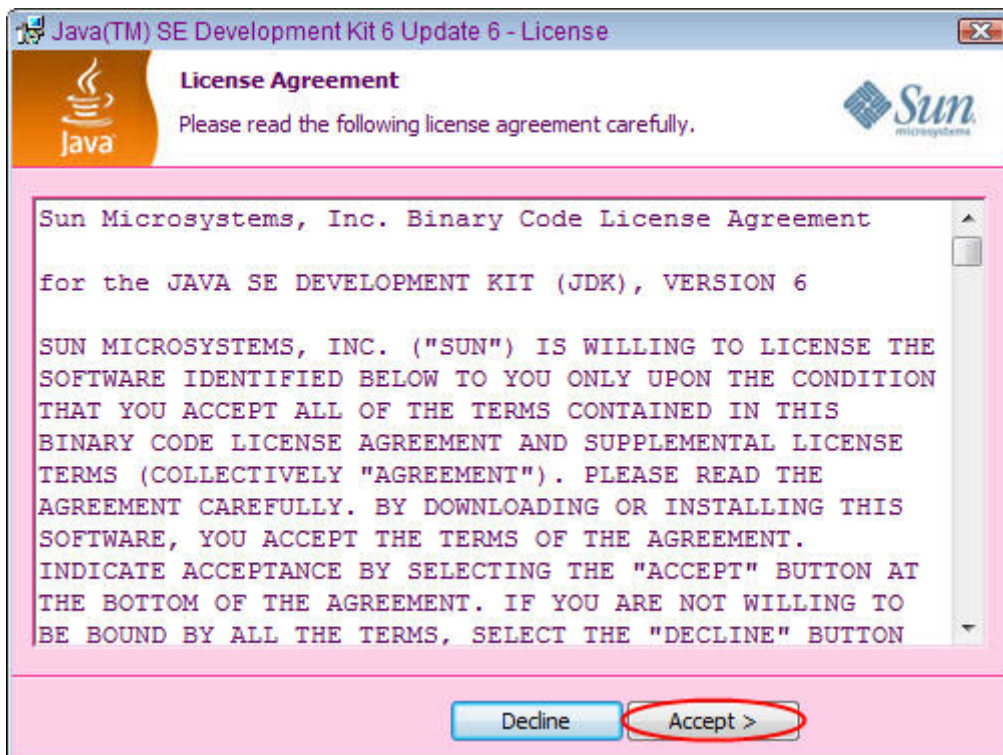 Java(TM) SE Development Kit 6 Update 6 - License
License Agreement
Please read the following license agreement carefully.
Java
Sun
microsystems
Sun Microsystems, Inc. Binary Code License Agreement
for the JAVA SE DEVELOPMENT KIT (JDK), VERSION 6
SUN MICROSYSTEMS, INC. ("SUN") IS WILLING TO LICENSE THE
SOFTWARE IDENTIFIED BELOW TO YOU ONLY UPON THE CONDITION
THAT YOU ACCEPT ALL OF THE TERMS CONTAINED IN THIS
BINARY CODE LICENSE AGREEMENT AND SUPPLEMENTAL LICENSE
TERMS (COLLECTIVELY "AGREEMENT"). PLEASE READ THE
AGREEMENT CAREFULLY. BY DOWNLOADING OR INSTALLING THIS
SOFTWARE, YOU ACCEPT THE TERMS OF THE AGREEMENT.
INDICATE ACCEPTANCE BY SELECTING THE "ACCEPT" BUTTON AT
THE BOTTOM OF THE AGREEMENT. IF YOU ARE NOT WILLING TO
BE BOUND BY ALL THE TERMS, SELECT THE "DECLINE" BUTTON
Decline
Accept >